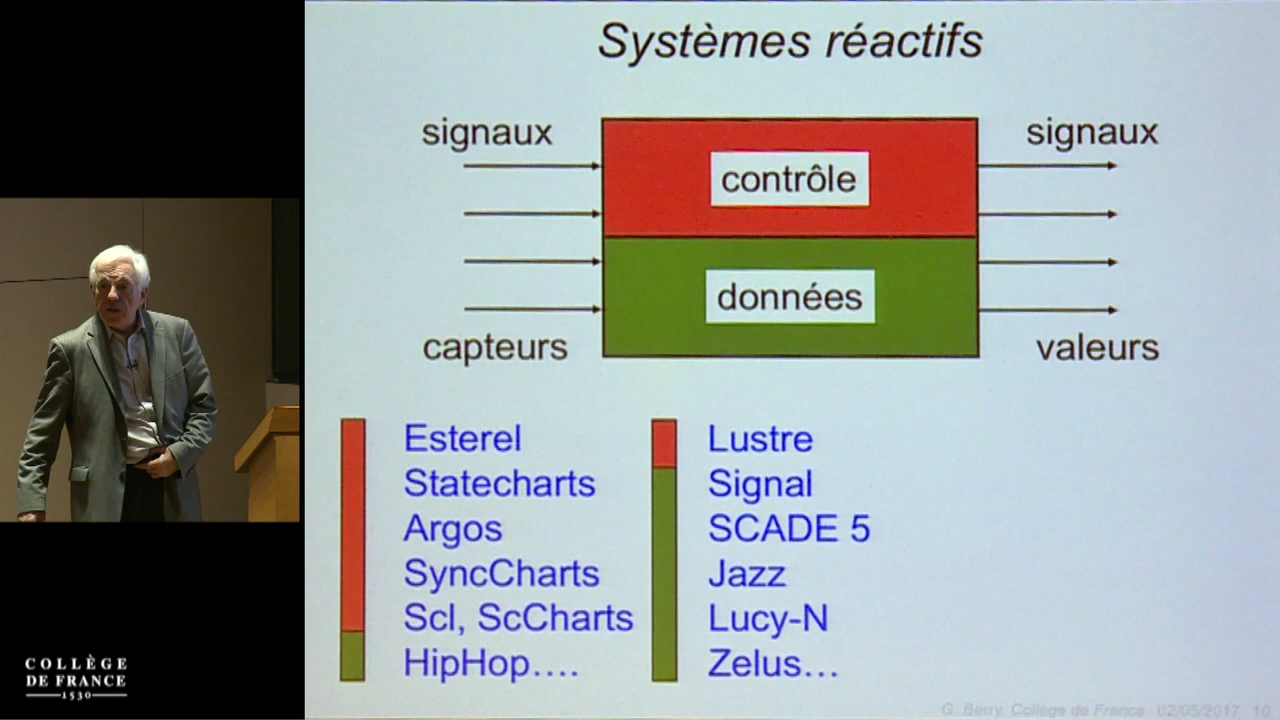 Systèmes réactifs
signaux
signaux
contrôle
données
capteurs
valeurs
Esterel
Statecharts
Argos
SyncCharts
Scl, ScCharts
HipHop....
Lustre
Signal
SCADE 5
Jazz
Lucy-N
Zelus...
G. Berry, Collège de France 02/05/2017 10
COLLÈGE
DE FRANCE
1530